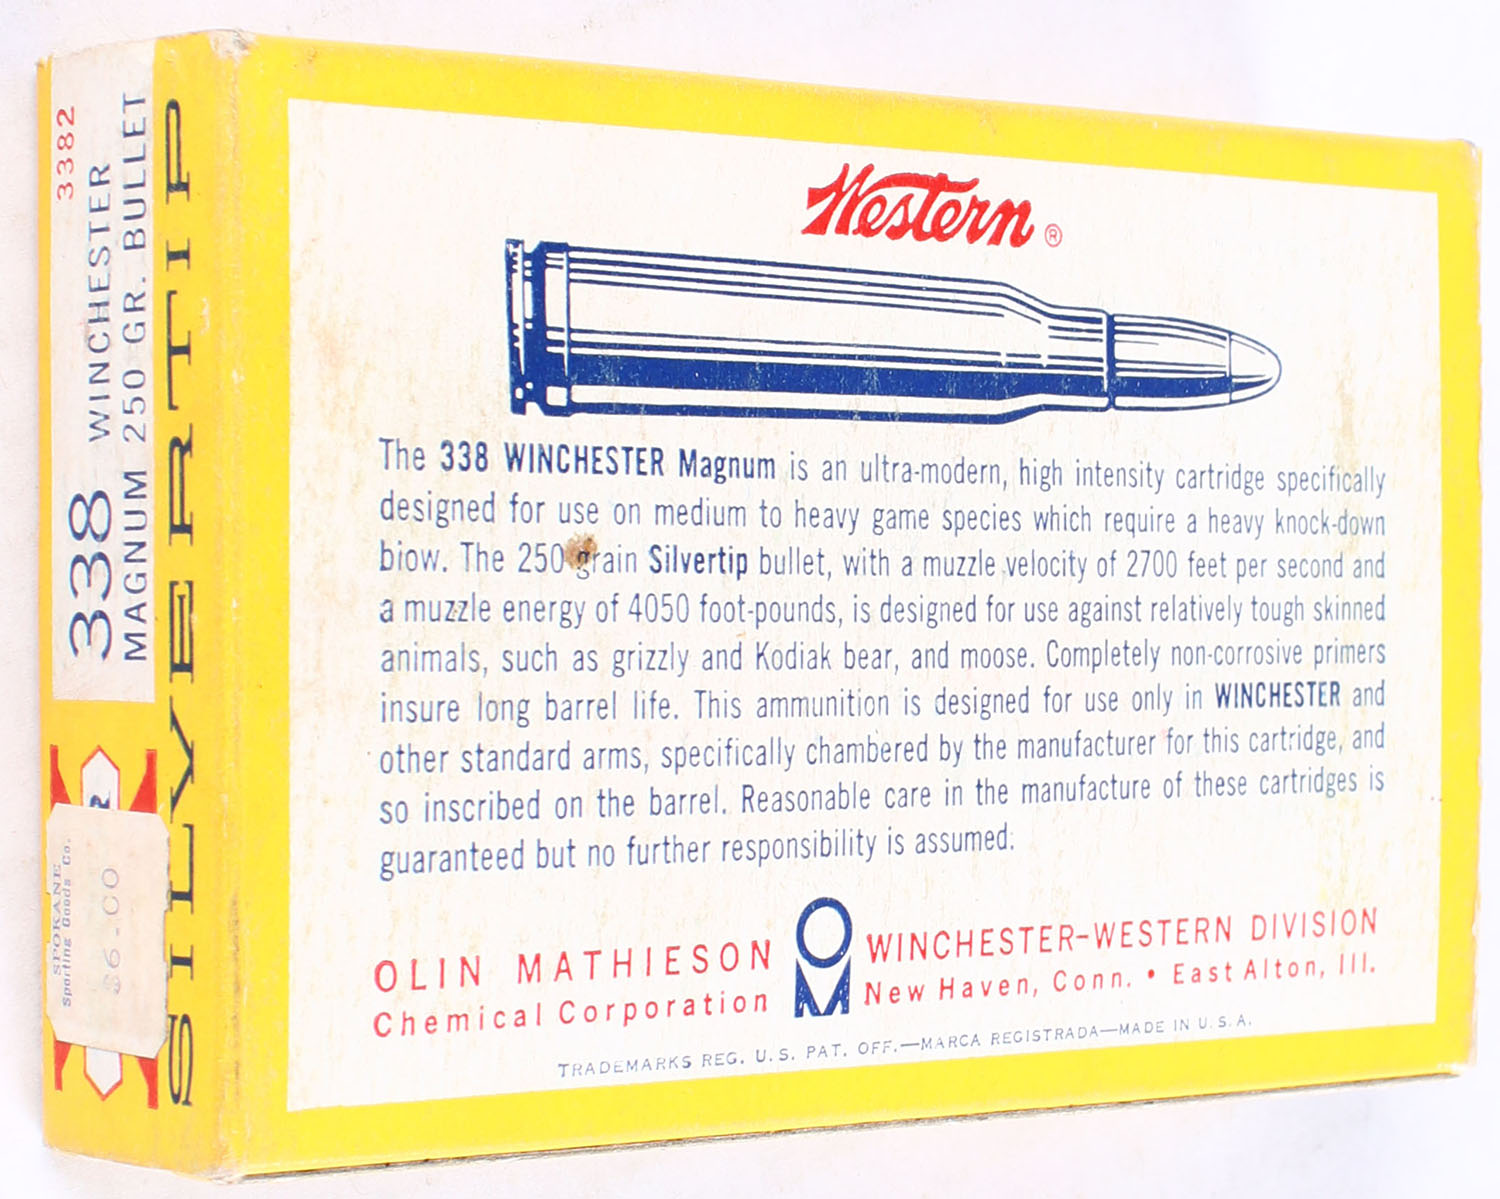 3382
338 WINCHESTER
MAGNUM 250 GR. BULLET
SILVERTIP
SPOKANE
Sporting Goods Co.
$6.00
Western ®
The 338 WINCHESTER Magnum is an ultra-modern, high intensity cartridge specifically
designed for use on medium to heavy game species which require a heavy knock-down
blow. The 250 grain Silvertip bullet, with a muzzle velocity of 2700 feet per second and
a muzzle energy of 4050 foot-pounds, is designed for use against relatively tough skinned
animals, such as grizzly and Kodiak bear, and moose. Completely non-corrosive primers
insure long barrel life. This ammunition is designed for use only in WINCHESTER and
other standard arms, specifically chambered by the manufacturer for this cartridge, and
so inscribed on the barrel. Reasonable care in the manufacture of these cartridges is
guaranteed but no further responsibility is assumed.
OLIN MATHIESON
Chemical Corporation
OM
WINCHESTER-WESTERN DIVISION
New Haven, Conn. • East Alton, Ill.
TRADEMARKS REG. U. S. PAT. OFF.—MARCA REGISTRADA—MADE IN U. S. A.